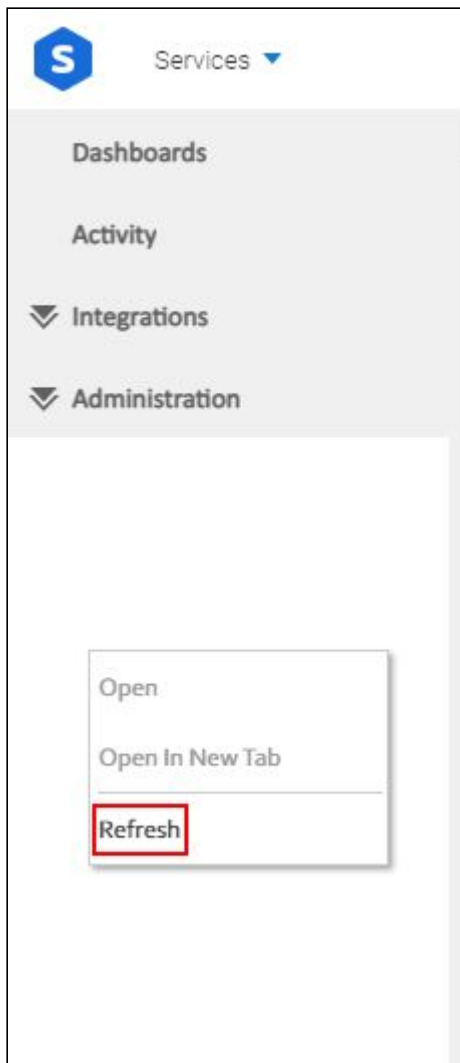 S
Services
Dashboards
Activity
Integrations
Administration
Open
Open In New Tab
Refresh